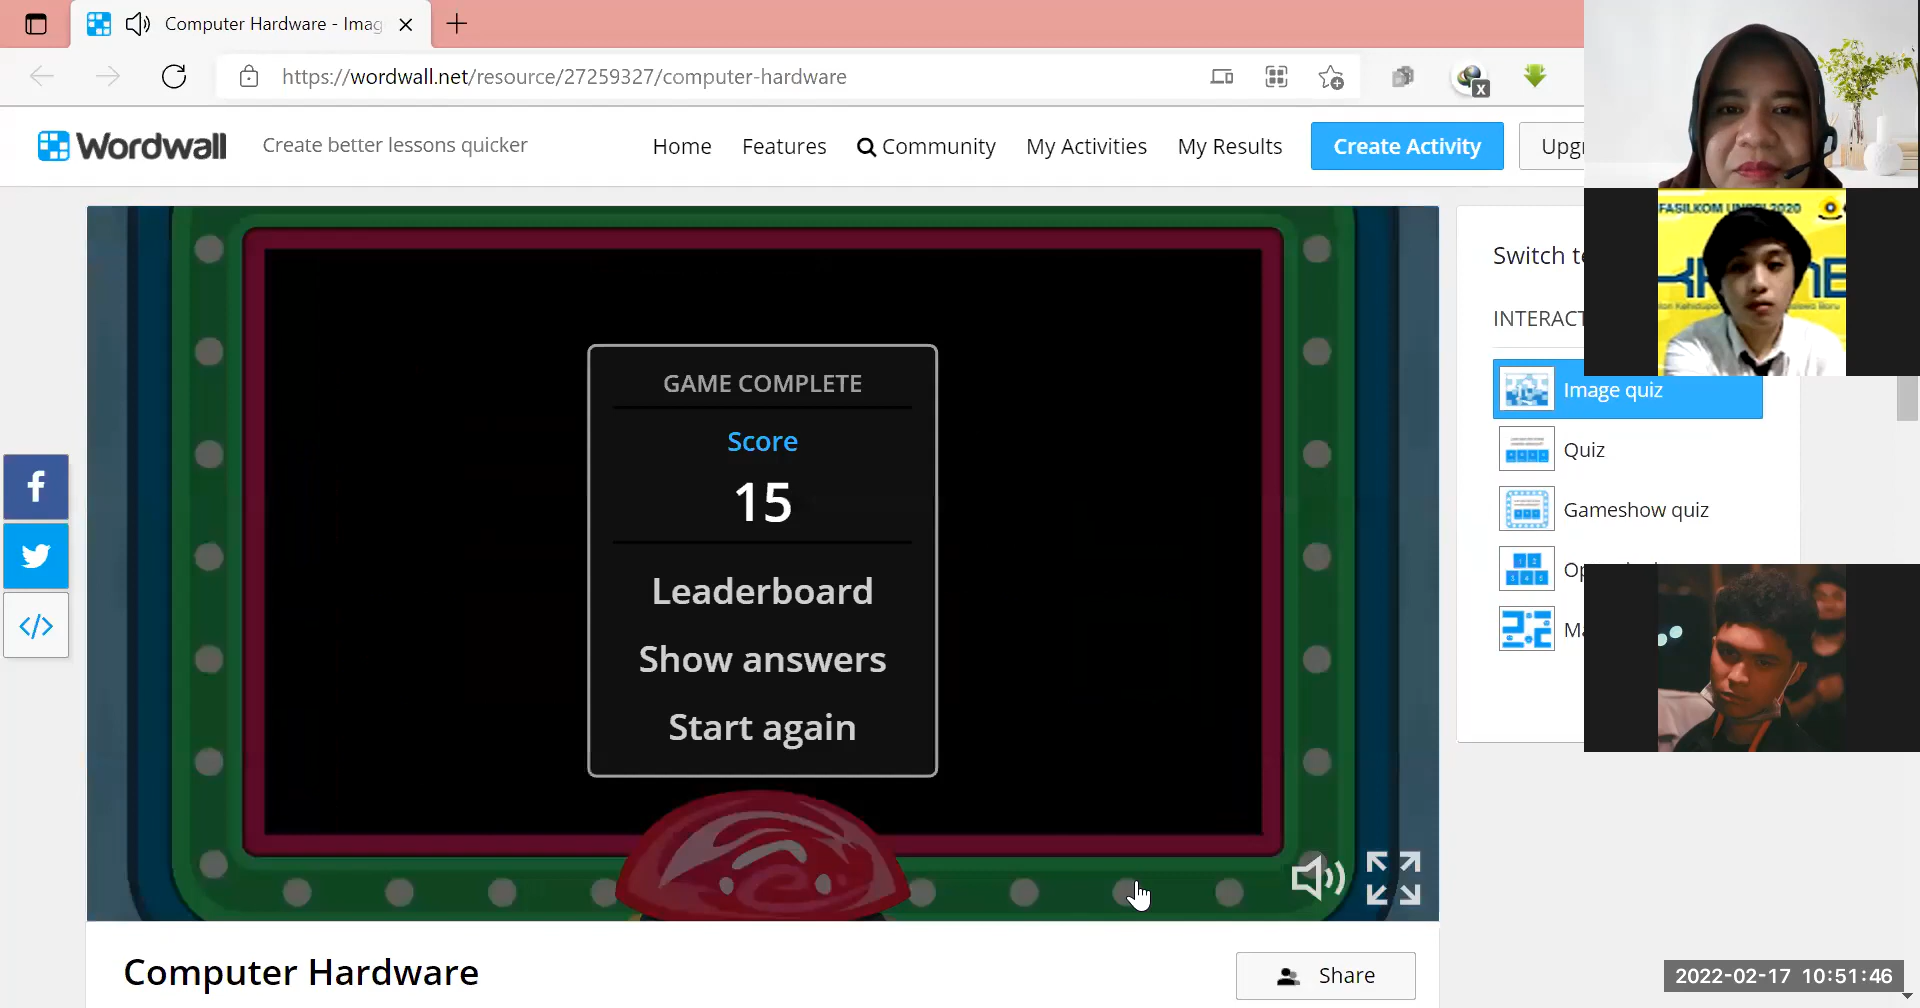 Computer Hardware - Imag
https://wordwall.net/resource/27259327/computer-hardware
Wordwall
Create better lessons quicker
Home
Features
Community
My Activities
My Results
Create Activity
Upgr
FASILKOM 2020
Switch te
INTERACT
Image quiz
Quiz
Gameshow quiz
GAME COMPLETE
Score
15
Leaderboard
Show answers
Start again
Computer Hardware
Share
2022-02-17 10:51:46